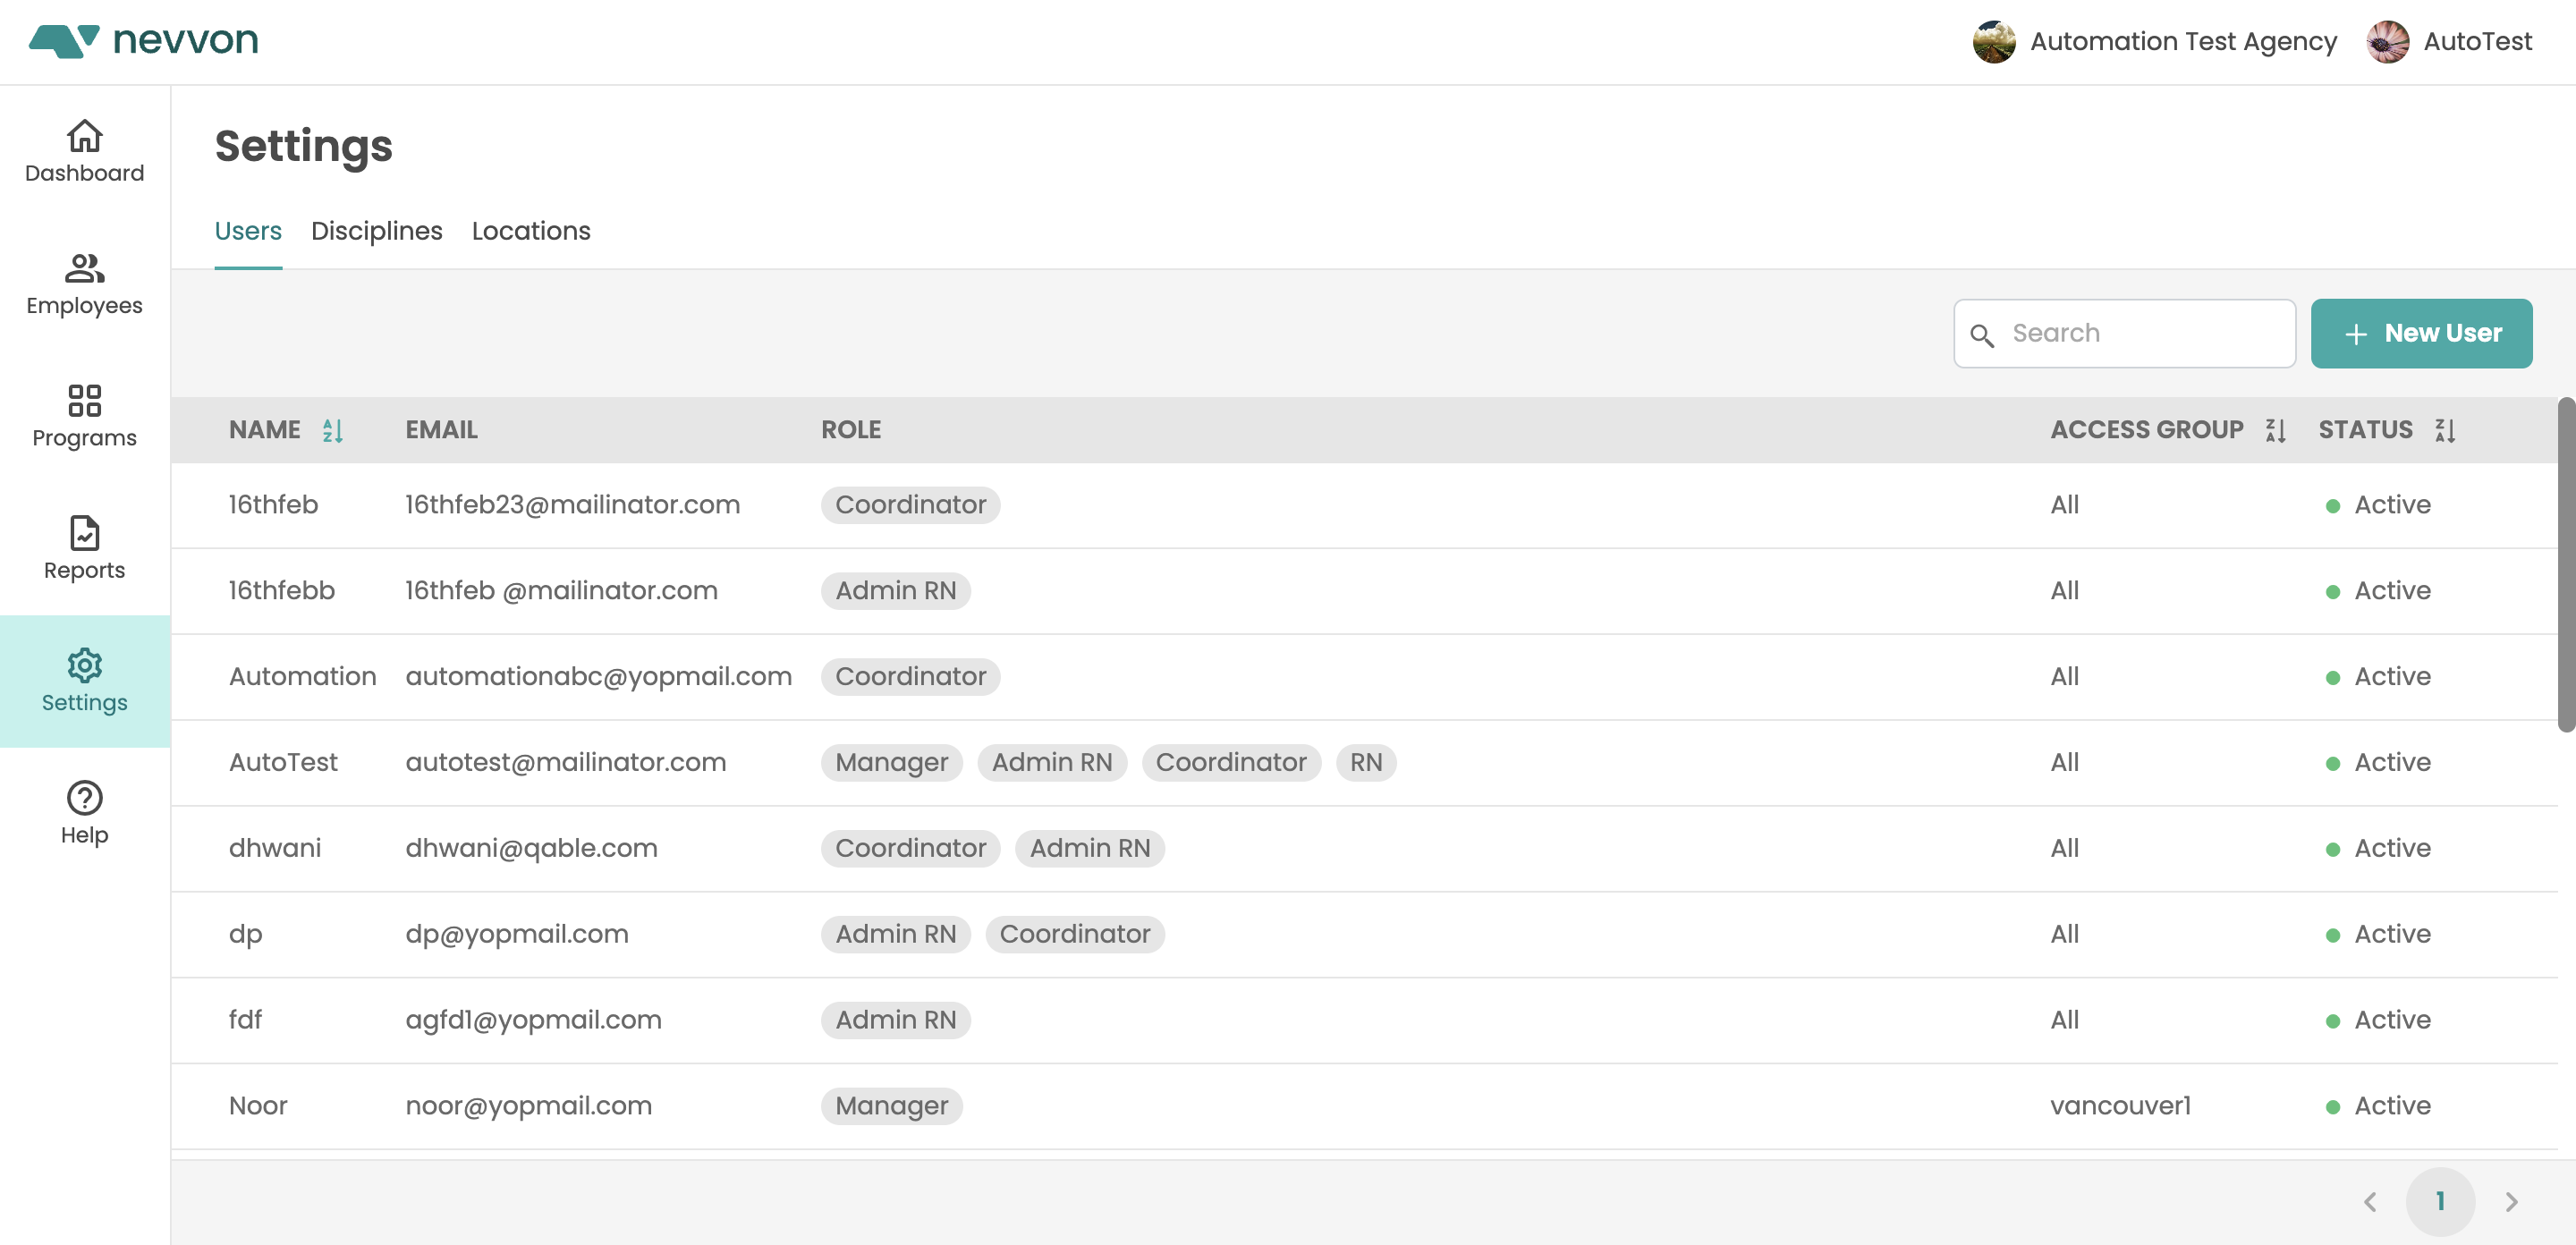 nevvon
Automation Test Agency
AutoTest
Dashboard
Employees
Programs
Reports
Settings
Help
Settings
Users Disciplines Locations
Search
New User
NAME EMAIL ROLE ACCESS GROUP STATUS
16thfeb 16thfeb23@mailinator.com Coordinator All Active
16thfebb 16thfeb @mailinator.com Admin RN All Active
Automation automationabc@yopmail.com Coordinator All Active
AutoTest autotest@mailinator.com Manager Admin RN Coordinator RN All Active
dhwani dhwani@qable.com Coordinator Admin RN All Active
dp dp@yopmail.com Admin RN Coordinator All Active
fdf agfd1@yopmail.com Admin RN All Active
Noor noor@yopmail.com Manager vancouver1 Active
1